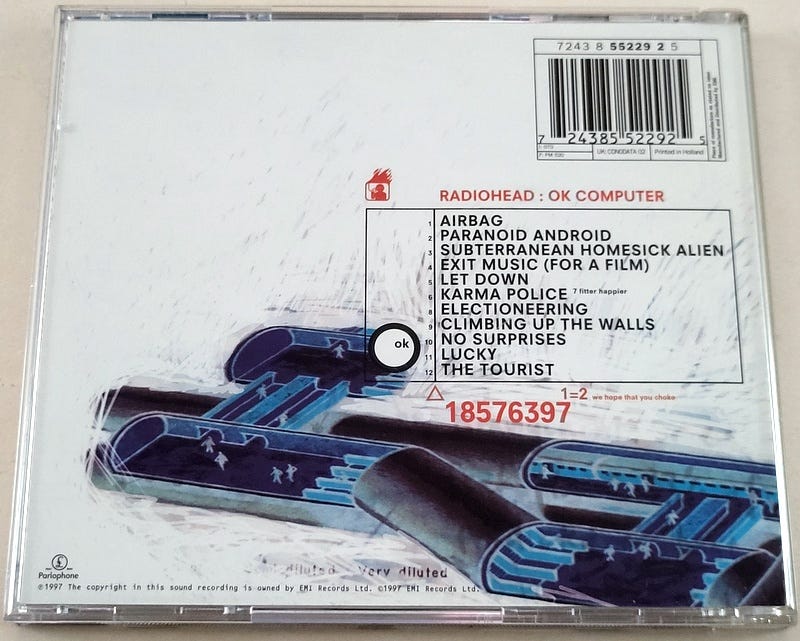 7243 8 55229 2 5
7 24385 52292 5
UK: CDNODATA 02
Printed in Holland
RADIOHEAD : OK COMPUTER
1 AIRBAG
2 PARANOID ANDROID
3 SUBTERRANEAN HOMESICK ALIEN
4 EXIT MUSIC (FOR A FILM)
5 LET DOWN
6 KARMA POLICE 7 fitter happier
8 ELECTIONEERING
9 CLIMBING UP THE WALLS
ok
10 NO SURPRISES
11 LUCKY
12 THE TOURIST
1=2 we hope that you choke
18576397
diluted very diluted
Parlophone
℗1997 The copyright in this sound recording is owned by EMI Records Ltd. ©1997 EMI Records Ltd.